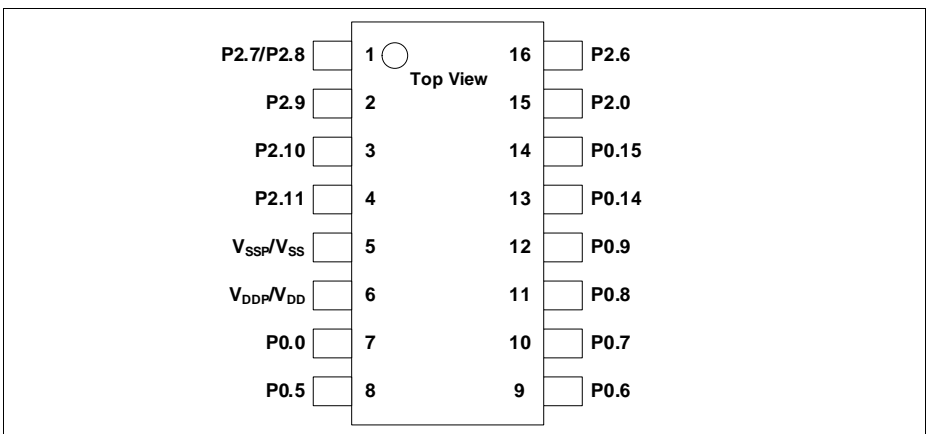 P2.7/P2.8 1 16 P2.6
Top View
P2.9 2 15 P2.0
P2.10 3 14 P0.15
P2.11 4 13 P0.14
VSSP/VSS 5 12 P0.9
VDDP/VDD 6 11 P0.8
P0.0 7 10 P0.7
P0.5 8 9 P0.6